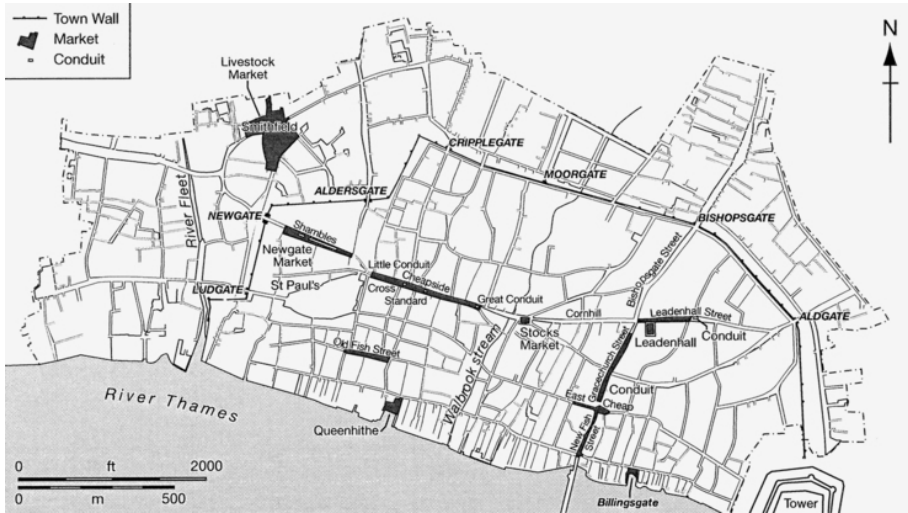 Town Wall
Market
Conduit
N
Livestock
Market
Smithfield
CRIPPLEGATE
MOORGATE
ALDERSGATE
BISHOPSGATE
NEWGATE
River Fleet
Shambles
Newgate
Market
Little Conduit
Cheapside
Cross
Standard
Great Conduit
St Paul's
LUDGATE
Bishopsgate Street
Cornhill
Leadenhall Street
ALDGATE
Stocks
Market
Leadenhall
Conduit
Old Fish Street
Walbrook stream
Gracechurch Street
Conduit
East
Cheap
River Thames
Queenhithe
New Fish
Street
Billingsgate
Tower
0 ft 2000
0 m 500